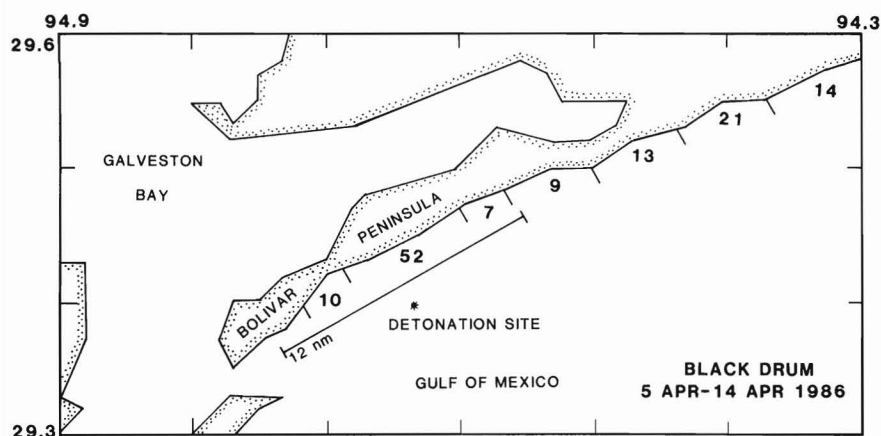 94.9
94.3
29.6
14
21
13
GALVESTON
BAY
9
7
PENINSULA
52
10
BOLIVAR
12 nm
DETONATION SITE
BLACK DRUM
GULF OF MEXICO
5 APR-14 APR 1986
29.3